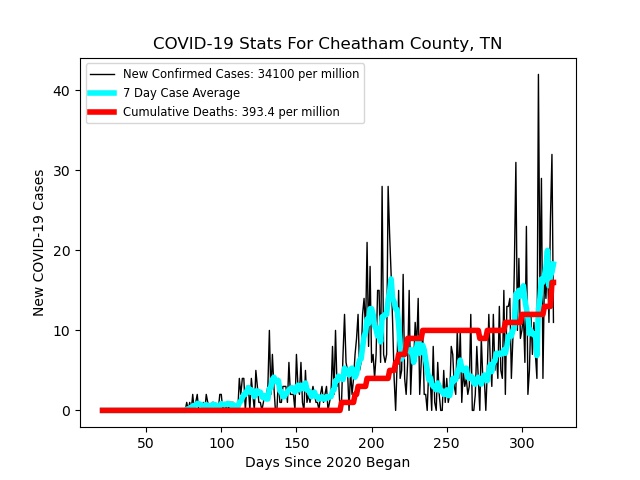 COVID-19 Stats For Cheatham County, TN
New Confirmed Cases: 34100 per million
7 Day Case Average
Cumulative Deaths: 393.4 per million
New COVID-19 Cases
40
30
20
10
0
50 100 150 200 250 300
Days Since 2020 Began